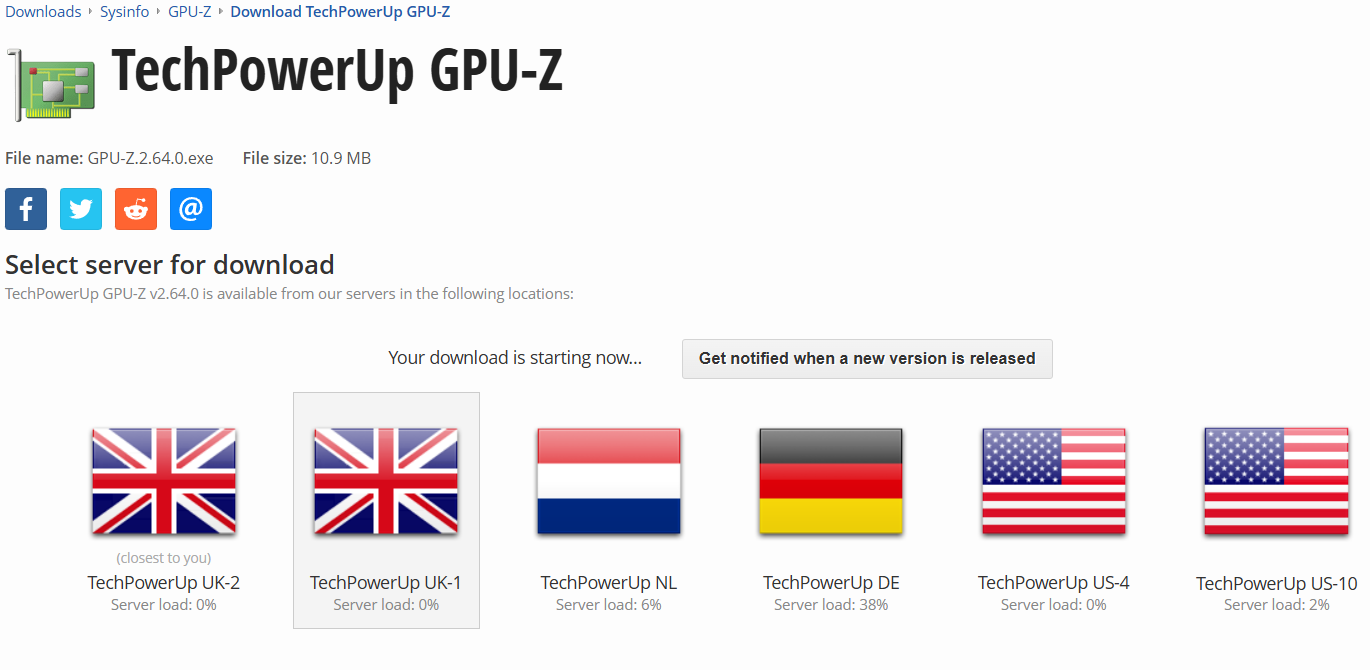 Downloads › Sysinfo › GPU-Z › Download TechPowerUp GPU-Z
TechPowerUp GPU-Z
File name: GPU-Z.2.64.0.exe File size: 10.9 MB
Select server for download
TechPowerUp GPU-Z v2.64.0 is available from our servers in the following locations:
Your download is starting now... Get notified when a new version is released
(closest to you)
TechPowerUp UK-2 TechPowerUp UK-1 TechPowerUp NL TechPowerUp DE TechPowerUp US-4 TechPowerUp US-10
Server load: 0% Server load: 0% Server load: 6% Server load: 38% Server load: 0% Server load: 2%